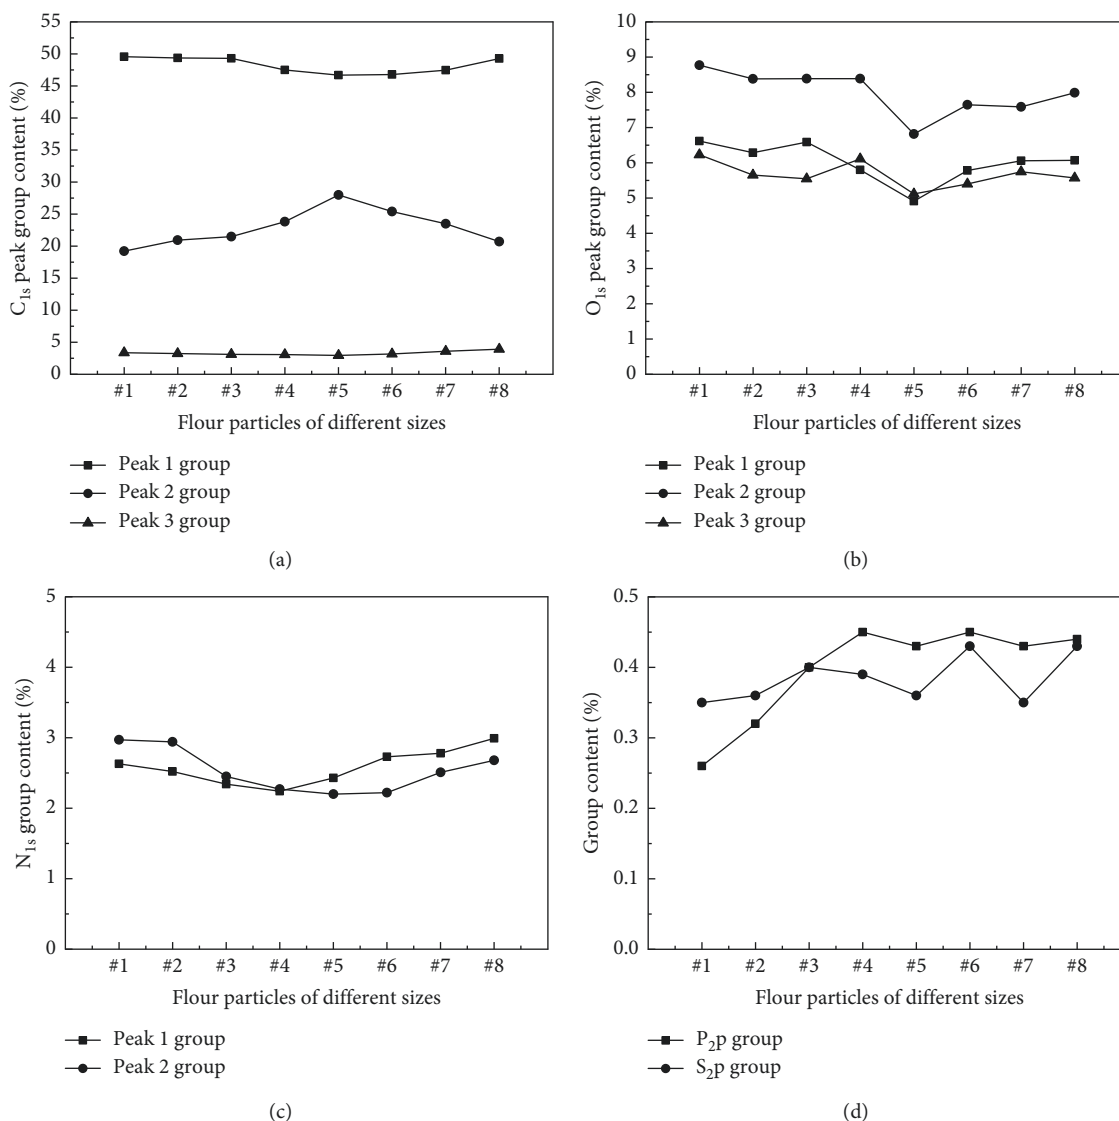 C1s peak group content (%)
55
50
45
40
35
30
25
20
15
10
5
0
#1 #2 #3 #4 #5 #6 #7 #8
Flour particles of different sizes
Peak 1 group
Peak 2 group
Peak 3 group
(a)
O1s peak group content (%)
10
9
8
7
6
5
4
3
2
1
0
#1 #2 #3 #4 #5 #6 #7 #8
Flour particles of different sizes
Peak 1 group
Peak 2 group
Peak 3 group
(b)
N1s group content (%)
5
4
3
2
1
0
#1 #2 #3 #4 #5 #6 #7 #8
Flour particles of different sizes
Peak 1 group
Peak 2 group
(c)
Group content (%)
0.5
0.4
0.3
0.2
0.1
0.0
#1 #2 #3 #4 #5 #6 #7 #8
Flour particles of different sizes
P2p group
S2p group
(d)